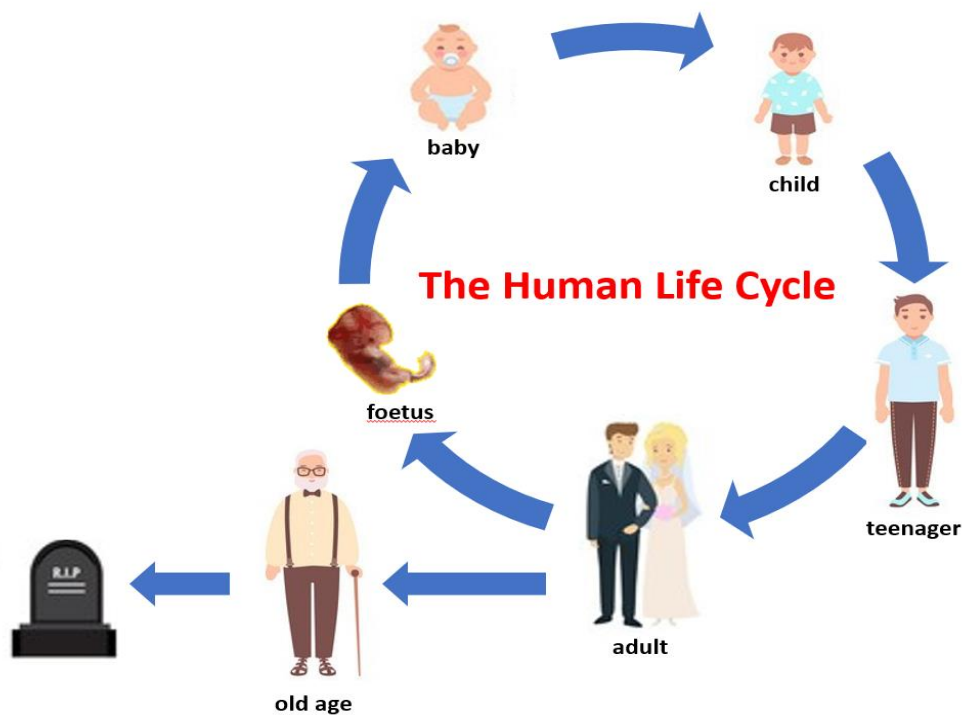 baby
child
The Human Life Cycle
foetus
teenager
adult
old age
R.I.P